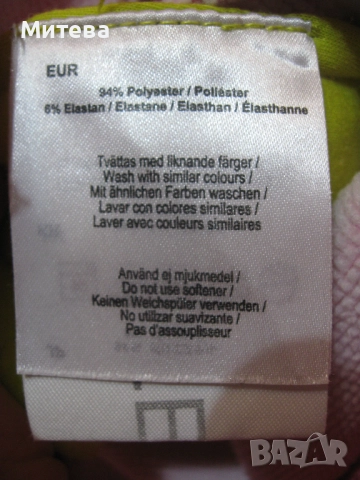 Митева
EUR
94% Polyester / Poliéster
6% Elastan / Elastane / Elasthan / Élasthanne
Tvättas med liknande färger /
Wash with similar colours /
Mit ähnlichen Farben waschen /
Lavar con colores similares /
Laver avec couleurs similaires
Använd ej mjukmedel /
Do not use softener /
Keinen Weichspüler verwenden /
No utilizar suavizante /
Pas d'assouplisseur
BAZAR